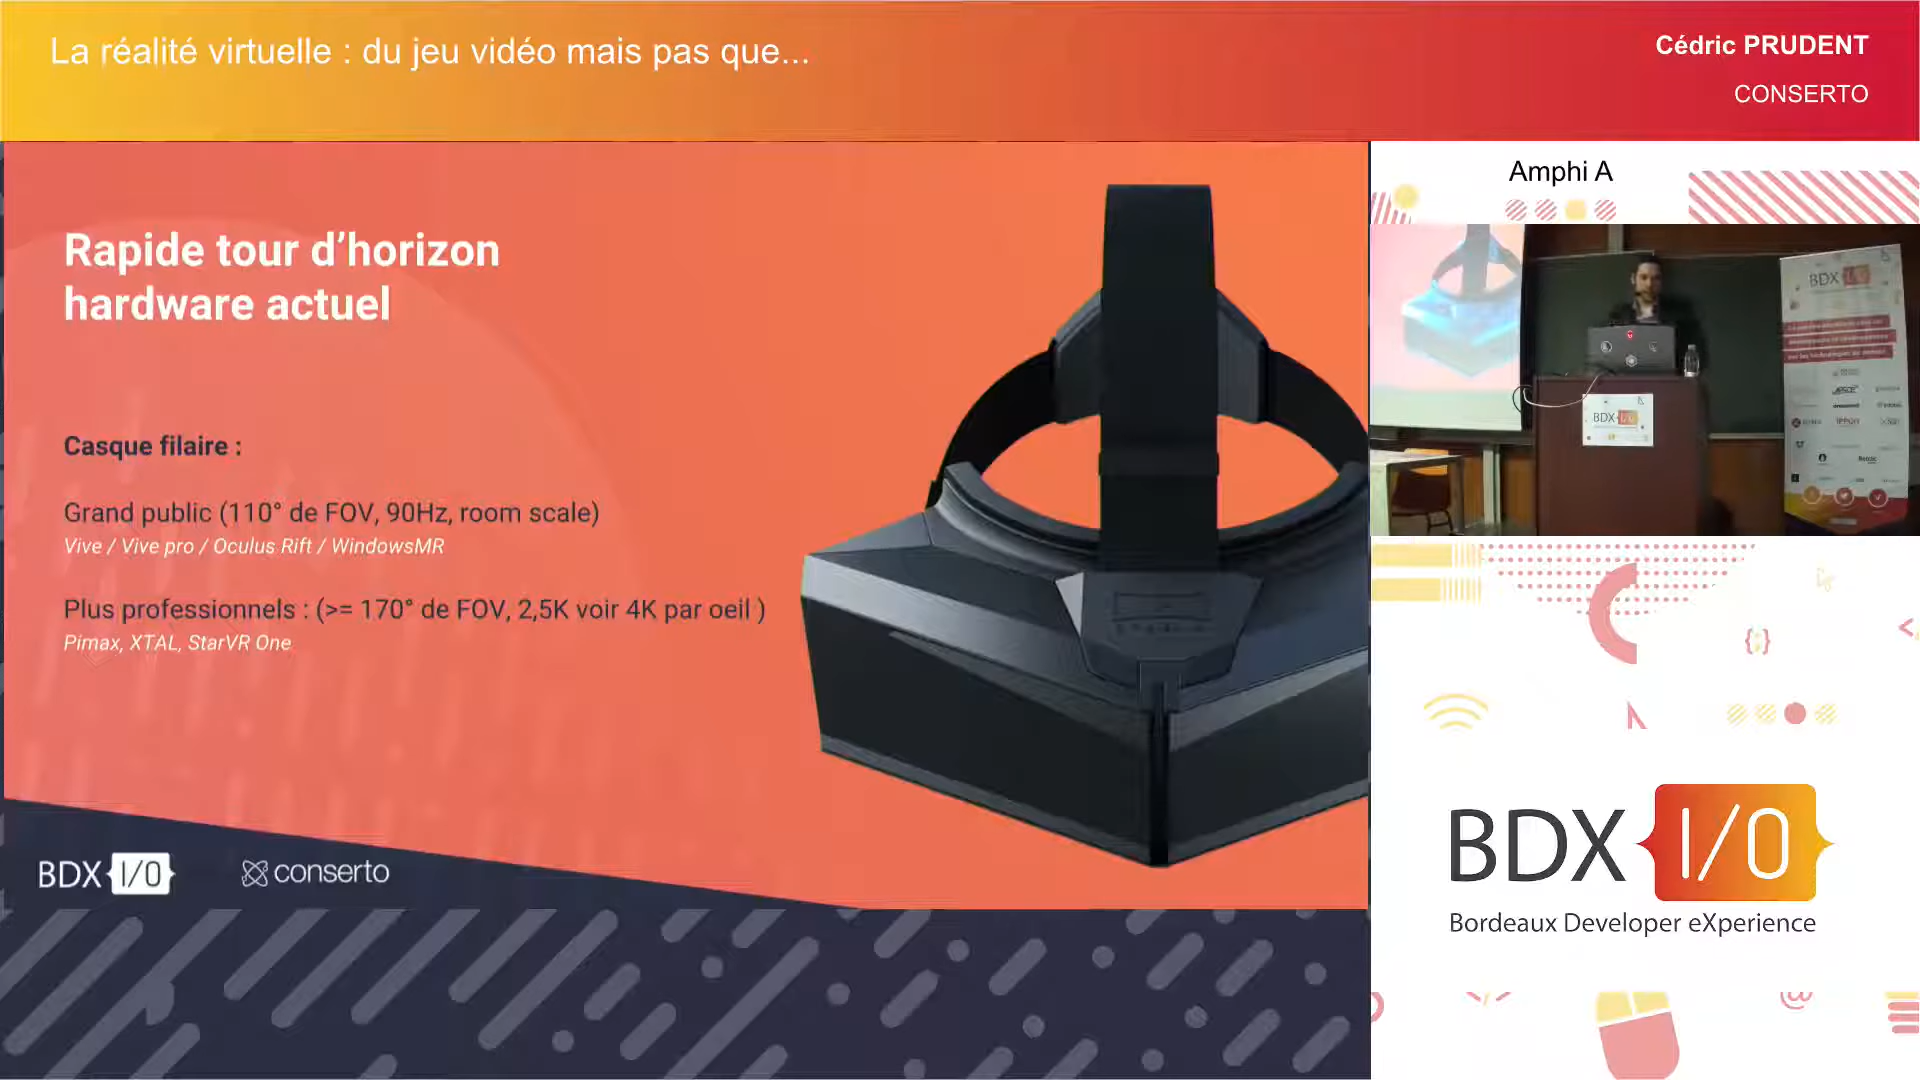 La réalité virtuelle : du jeu vidéo mais pas que...
Cédric PRUDENT
CONSERTO
Rapide tour d’horizon
hardware actuel
Casque filaire :
Grand public (110° de FOV, 90Hz, room scale)
Vive / Vive pro / Oculus Rift / WindowsMR
Plus professionnels : (>= 170° de FOV, 2,5K voir 4K par oeil )
Pimax, XTAL, StarVR One
BDX I/O
conserto
Amphi A
BDX I/O
BDX I/O
BDX I/O
Bordeaux Developer eXperience